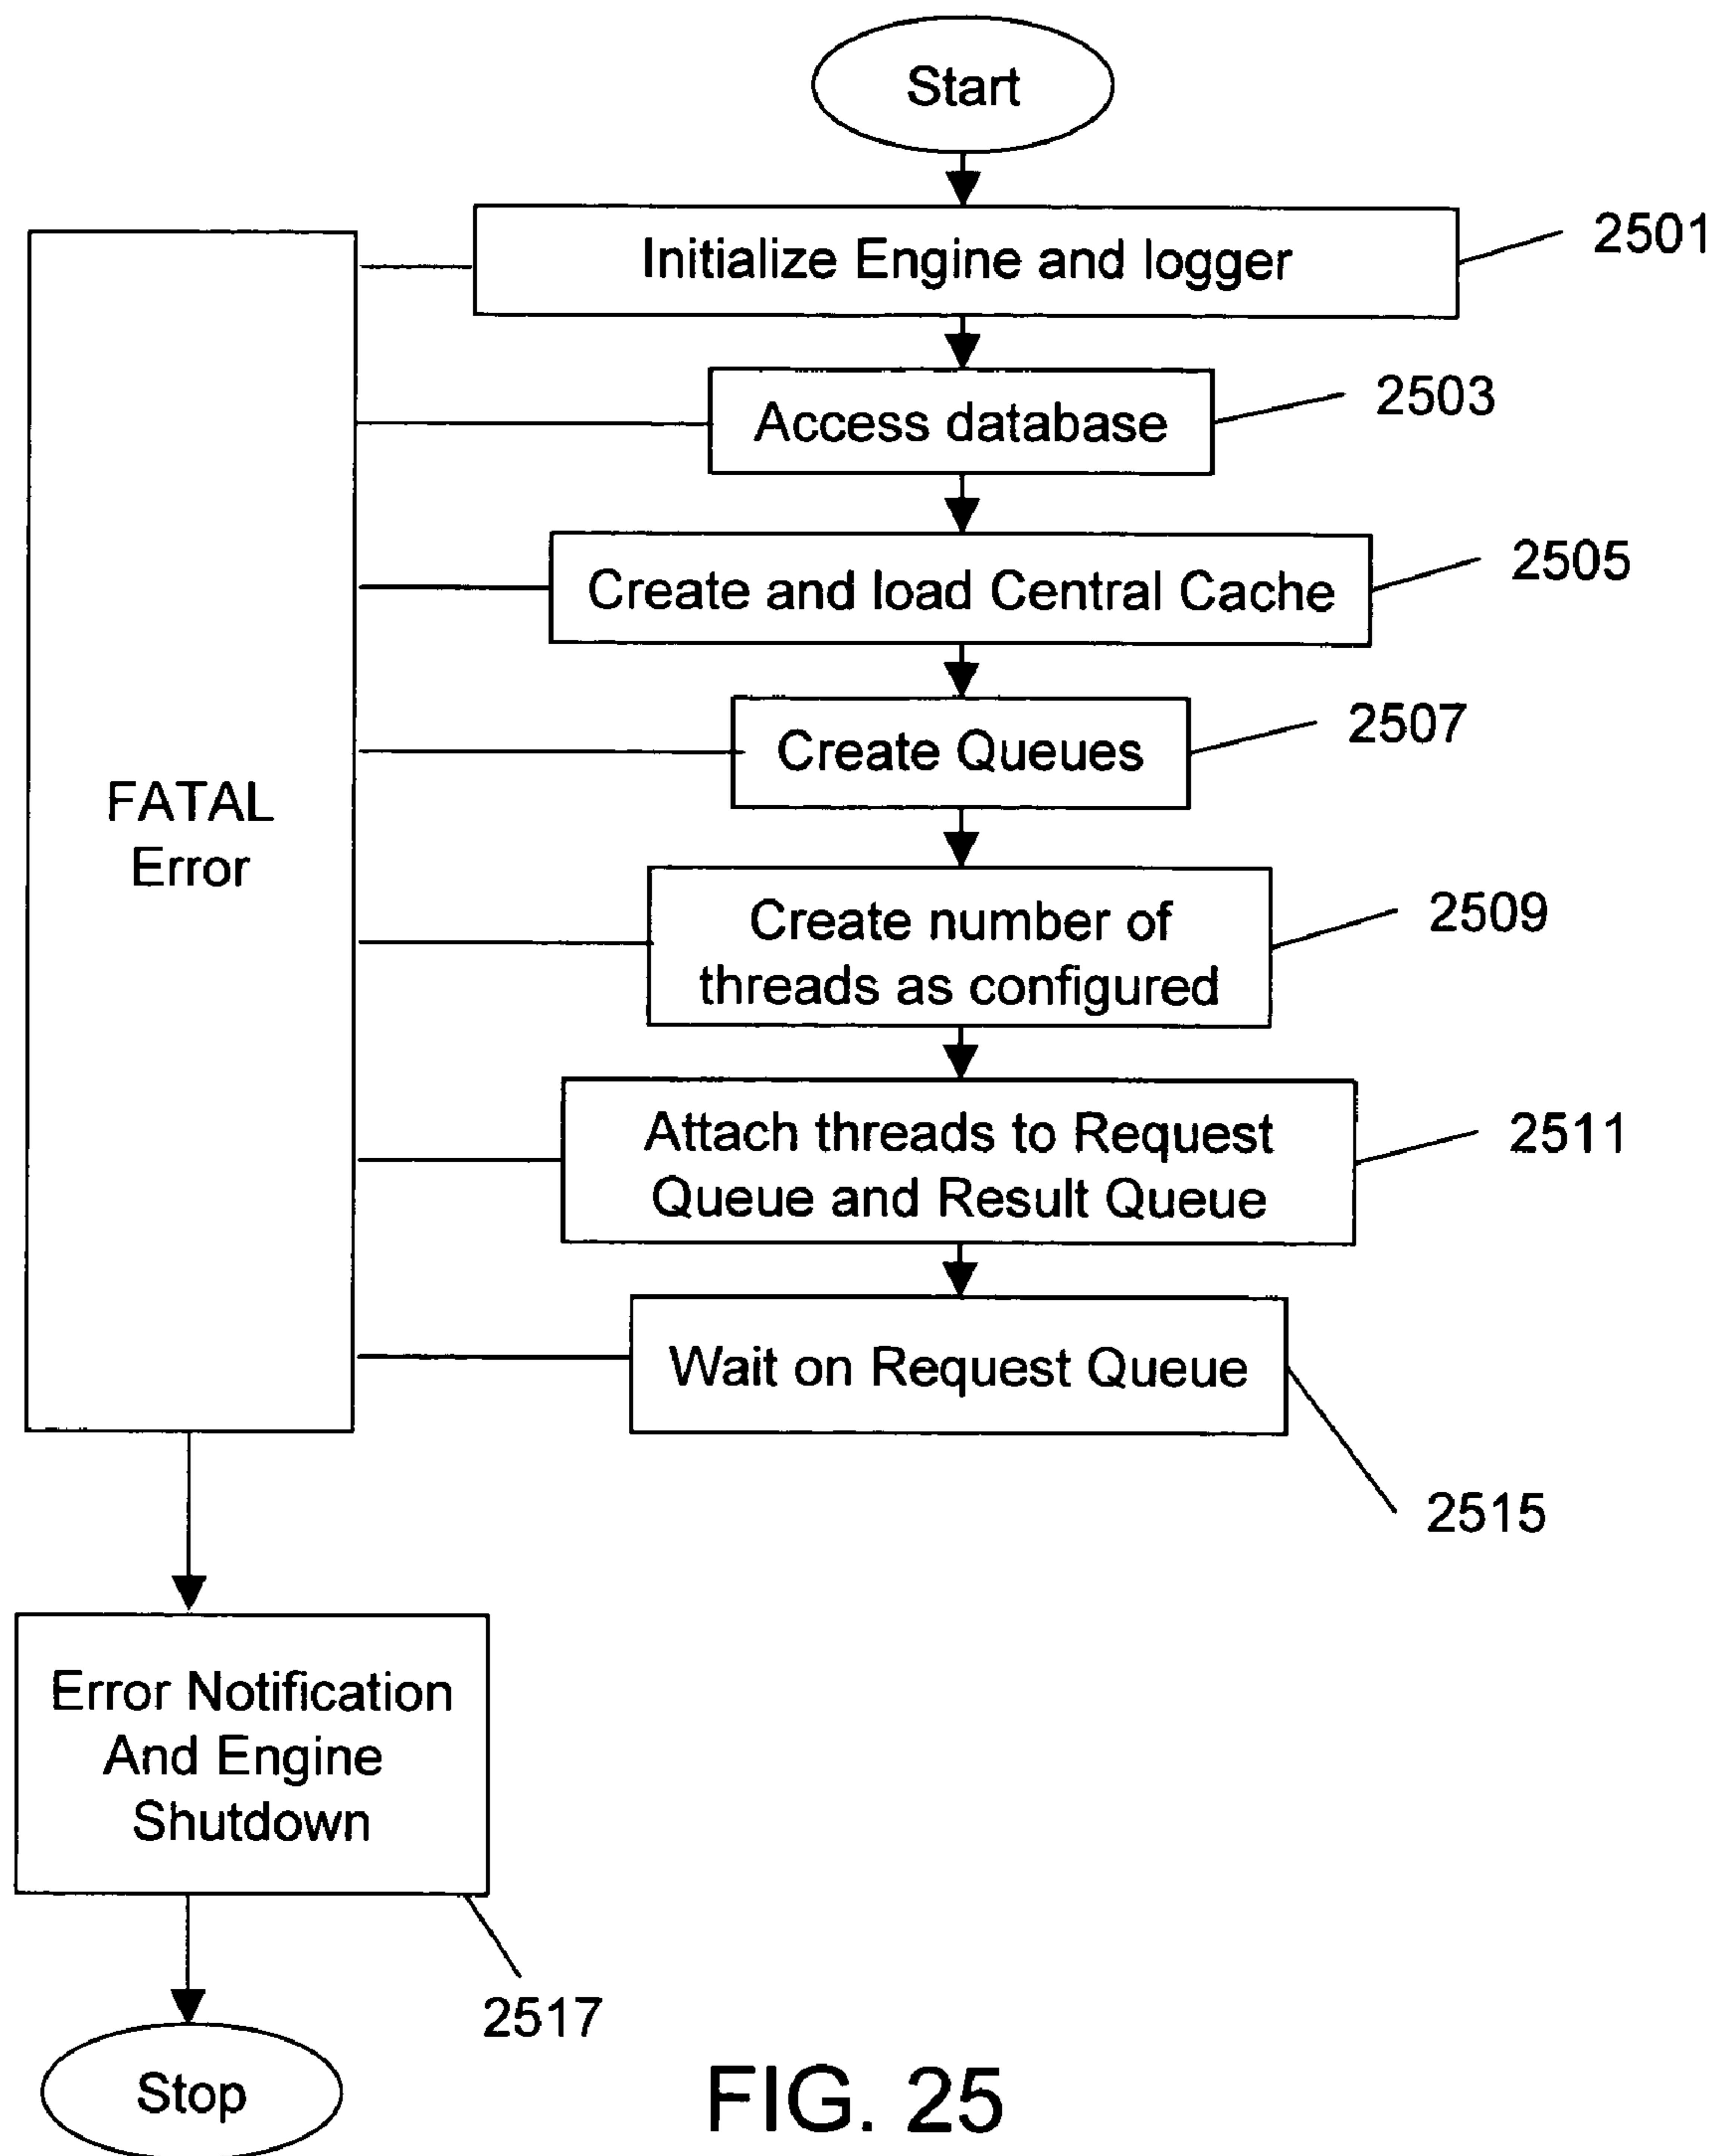 Start
Initialize Engine and logger
2501
Access database
2503
Create and load Central Cache
2505
Create Queues
2507
FATAL
Error
Create number of
threads as configured
2509
Attach threads to Request
Queue and Result Queue
2511
Wait on Request Queue
2515
Error Notification
And Engine
Shutdown
2517
Stop
FIG. 25